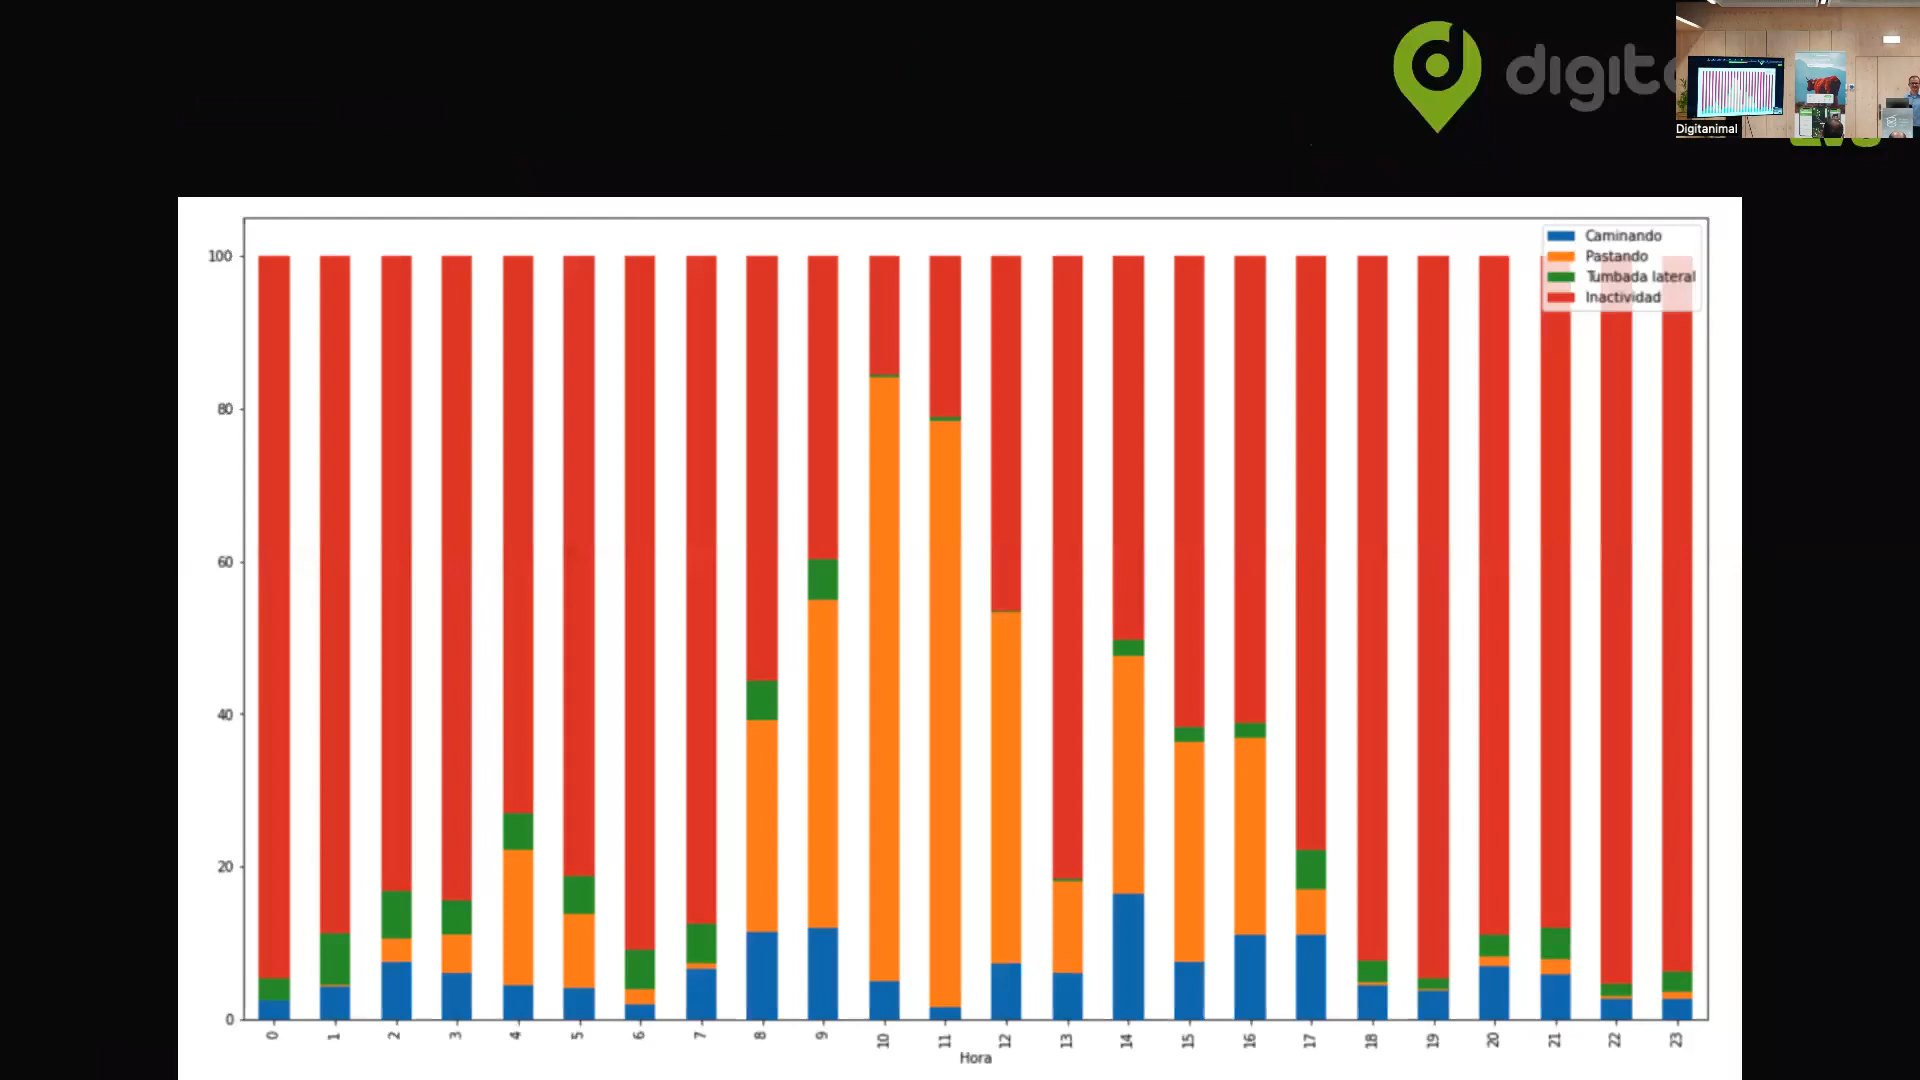 digit
Digitanimal
Caminando
Pastando
Tumbada lateral
Inactividad
100
80
60
40
20
0
0 1 2 3 4 5 6 7 8 9 10 11 12 13 14 15 16 17 18 19 20 21 22 23
Hora